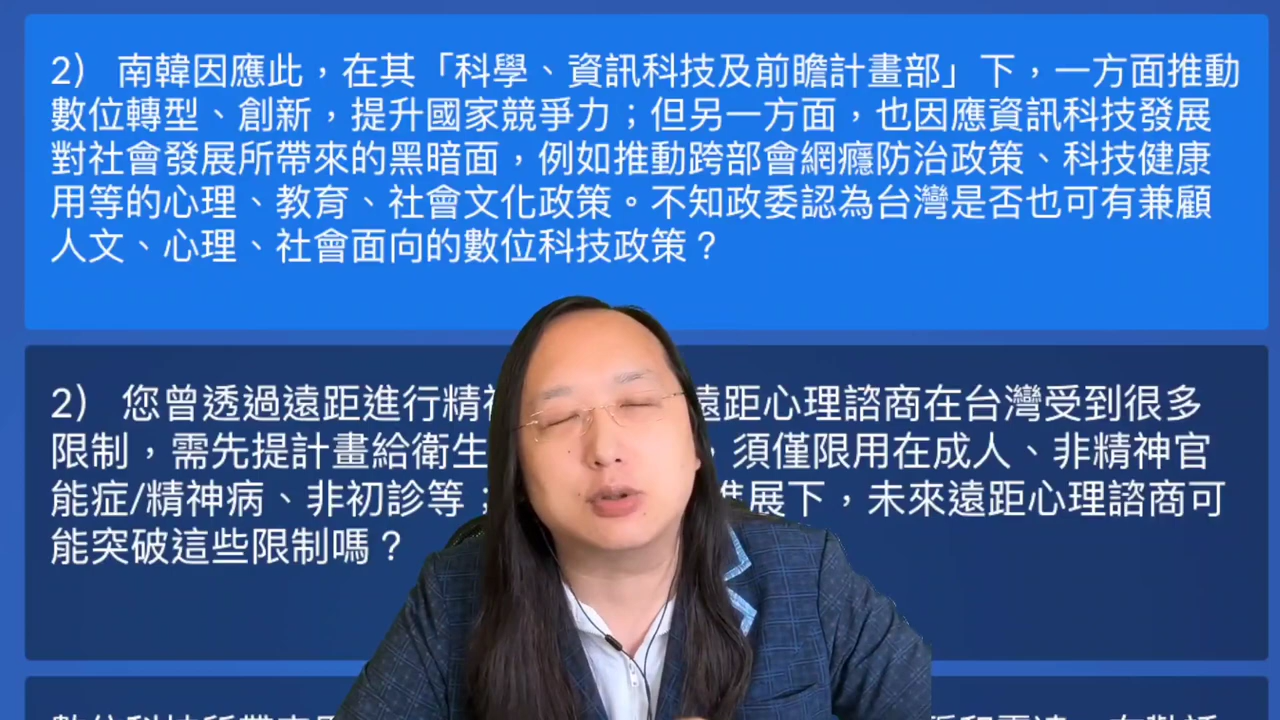 2) 南韓因應此，在其「科學、資訊科技及前瞻計畫部」下，一方面推動
數位轉型、創新，提升國家競爭力；但另一方面，也因應資訊科技發展
對社會發展所帶來的黑暗面，例如推動跨部會網癮防治政策、科技健康
用等的心理、教育、社會文化政策。不知政委認為台灣是否也可有兼顧
人文、心理、社會面向的數位科技政策？
2) 您曾透過遠距進行精 遠距心理諮商在台灣受到很多
限制，需先提計畫給衛生 ，須僅限用在成人、非精神官
能症/精神病、非初診等； 進展下，未來遠距心理諮商可
能突破這些限制嗎？